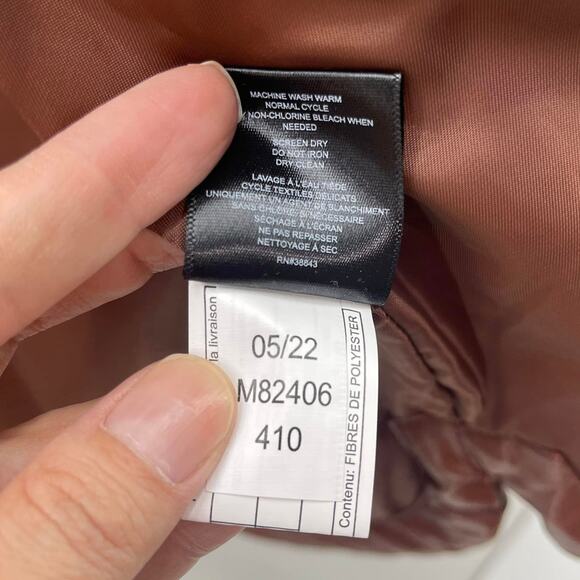 MACHINE WASH WARM
NORMAL CYCLE
NON-CHLORINE BLEACH WHEN
NEEDED
SCREEN DRY
DO NOT IRON
DRY CLEAN
LAVAGE À L'EAU TIÈDE
CYCLE TEXTILES DÉLICATS
UNIQUEMENT UN AGENT DE BLANCHIMENT
SANS CHLORE, SI NÉCESSAIRE
SÉCHAGE À L'ÉCRAN
NE PAS REPASSER
NETTOYAGE À SEC
RN#38843
la livraison
05/22
M82406
410
Contenu: FIBRES DE POLYESTER